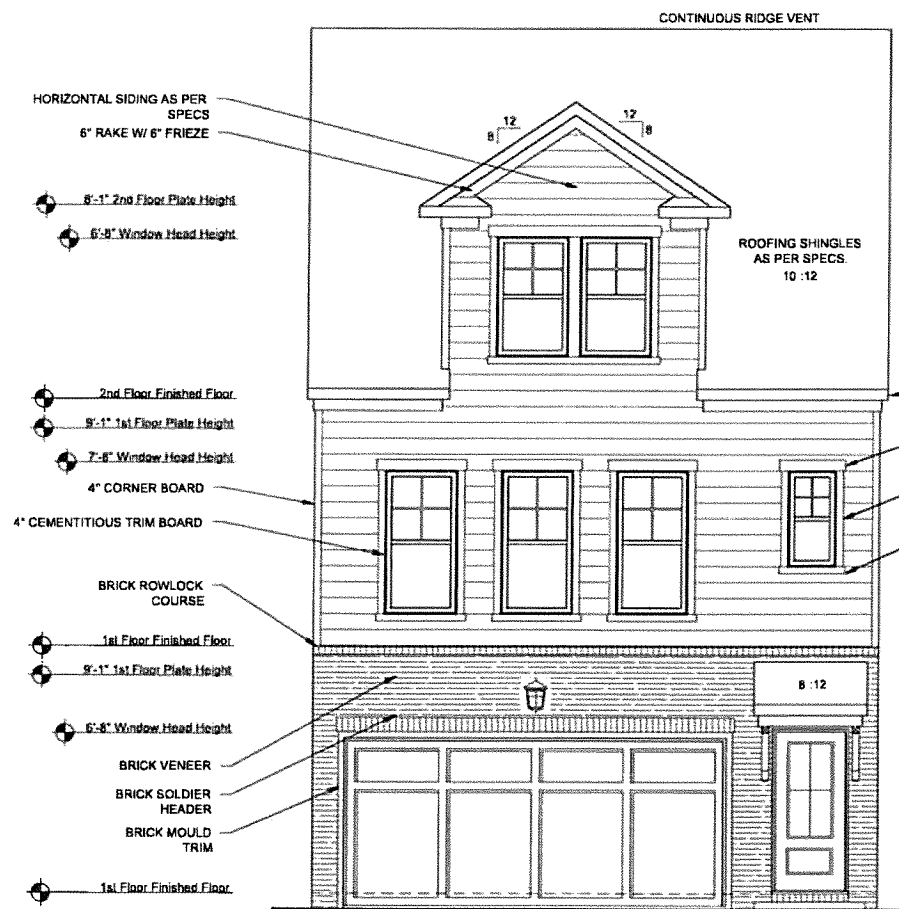 CONTINUOUS RIDGE VENT
HORIZONTAL SIDING AS PER
SPECS
6" RAKE W/ 6" FRIEZE
12
8
12
8
8'-1" 2nd Floor Plate Height
6'-8" Window Head Height
ROOFING SHINGLES
AS PER SPECS.
10 :12
2nd Floor Finished Floor
9'-1" 1st Floor Plate Height
7'-6" Window Head Height
4" CORNER BOARD
4" CEMENTITIOUS TRIM BOARD
BRICK ROWLOCK
COURSE
1st Floor Finished Floor
9'-1" 1st Floor Plate Height
8 :12
6'-8" Window Head Height
BRICK VENEER
BRICK SOLDIER
HEADER
BRICK MOULD
TRIM
1st Floor Finished Floor